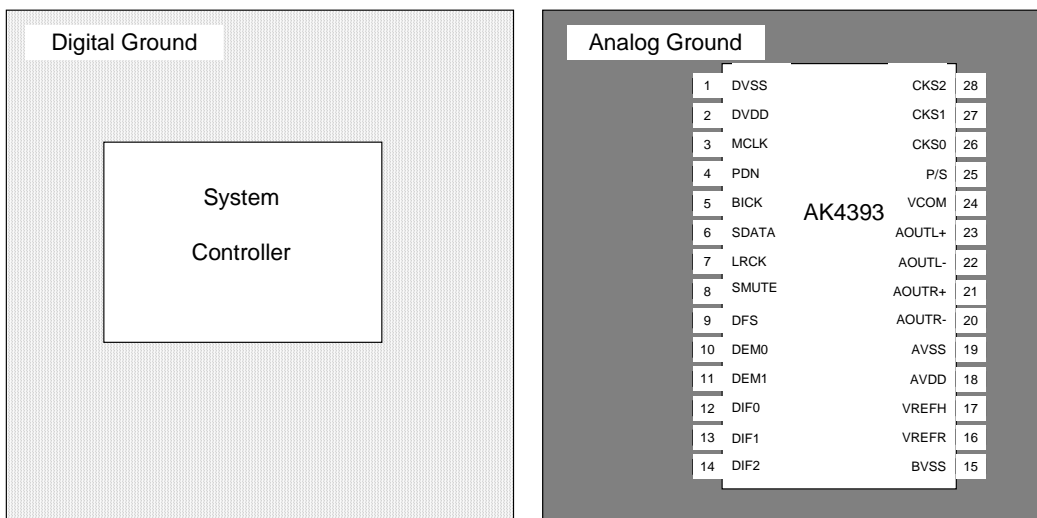 Digital Ground
System
Controller
Analog Ground
AK4393
1 DVSS
2 DVDD
3 MCLK
4 PDN
5 BICK
6 SDATA
7 LRCK
8 SMUTE
9 DFS
10 DEM0
11 DEM1
12 DIF0
13 DIF1
14 DIF2
CKS2 28
CKS1 27
CKS0 26
P/S 25
VCOM 24
AOUTL+ 23
AOUTL- 22
AOUTR+ 21
AOUTR- 20
AVSS 19
AVDD 18
VREFH 17
VREFR 16
BVSS 15